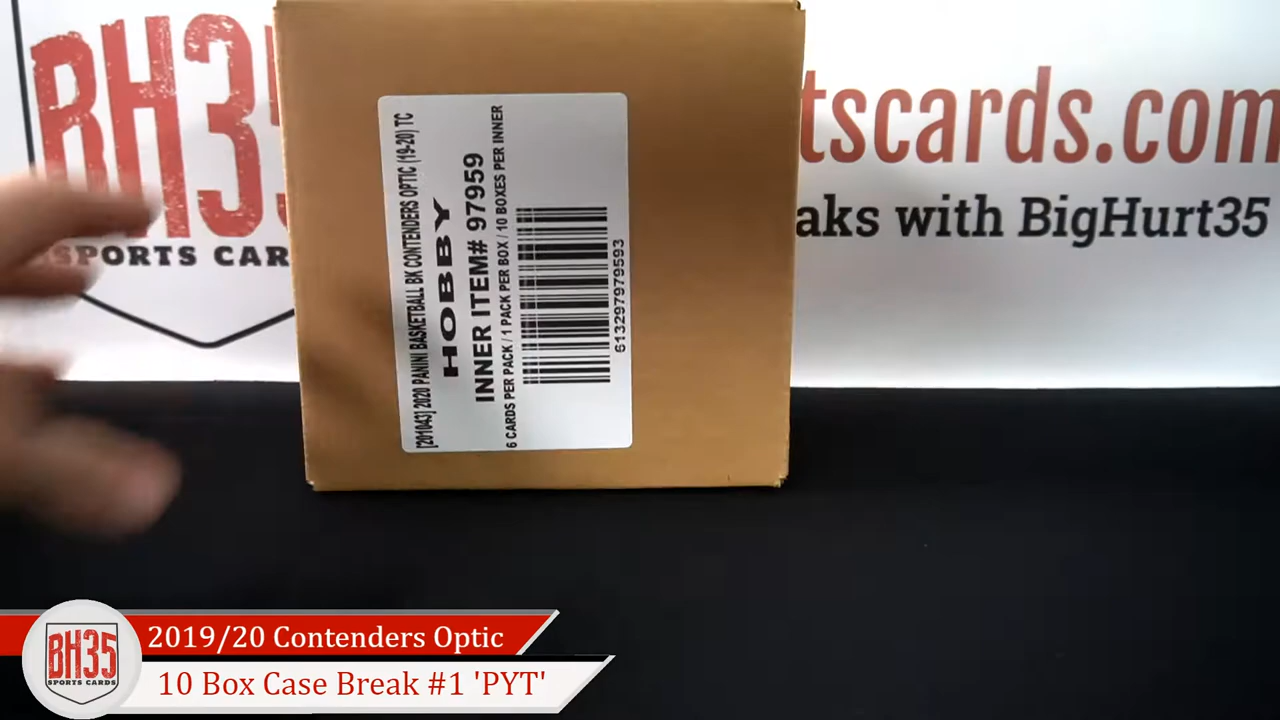 BH35
SPORTS CAR
tscards.com
aks with BigHurt35
[201043] 2020 PANINI BASKETBALL BK CONTENDERS OPTIC (19-20) TC
HOBBY
INNER ITEM# 97959
6 CARDS PER PACK / 1 PACK PER BOX / 10 BOXES PER INNER
613297979593
BH35
SPORTS CARDS
2019/20 Contenders Optic
10 Box Case Break #1 'PYT'